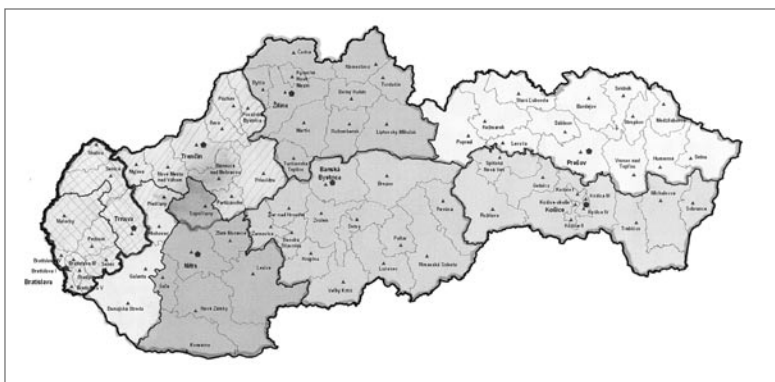 Čadca
Námestovo
Bytča
Kysucké
Nové
Mesto
Tvrdošín
Žilina
Dolný Kubín
Púchov
Považská
Bystrica
Ilava
Martin
Ružomberok
Liptovský Mikuláš
Stará Ľubovňa
Bardejov
Svidník
Stropkov
Medzilaborce
Kežmarok
Sabinov
Poprad
Levoča
Prešov
Vranov nad
Topľou
Humenné
Snina
Trenčín
Skalica
Senica
Myjava
Nové Mesto
nad Váhom
Bánovce
nad Bebravou
Turčianske
Teplice
Prievidza
Partizánske
Banská
Bystrica
Brezno
Spišská
Nová Ves
Gelnica
Košice
Košice okolie
Michalovce
Sobrance
Trebišov
Rožňava
Malacky
Trnava
Piešťany
Hlohovec
Topoľčany
Pezinok
Senec
Bratislava
Bratislava V
Galanta
Dunajská Streda
Šaľa
Nitra
Zlaté Moravce
Levice
Nové Zámky
Komárno
Žiar nad Hronom
Žarnovica
Banská
Štiavnica
Zvolen
Detva
Krupina
Veľký Krtíš
Lučenec
Poltár
Revúca
Rimavská Sobota